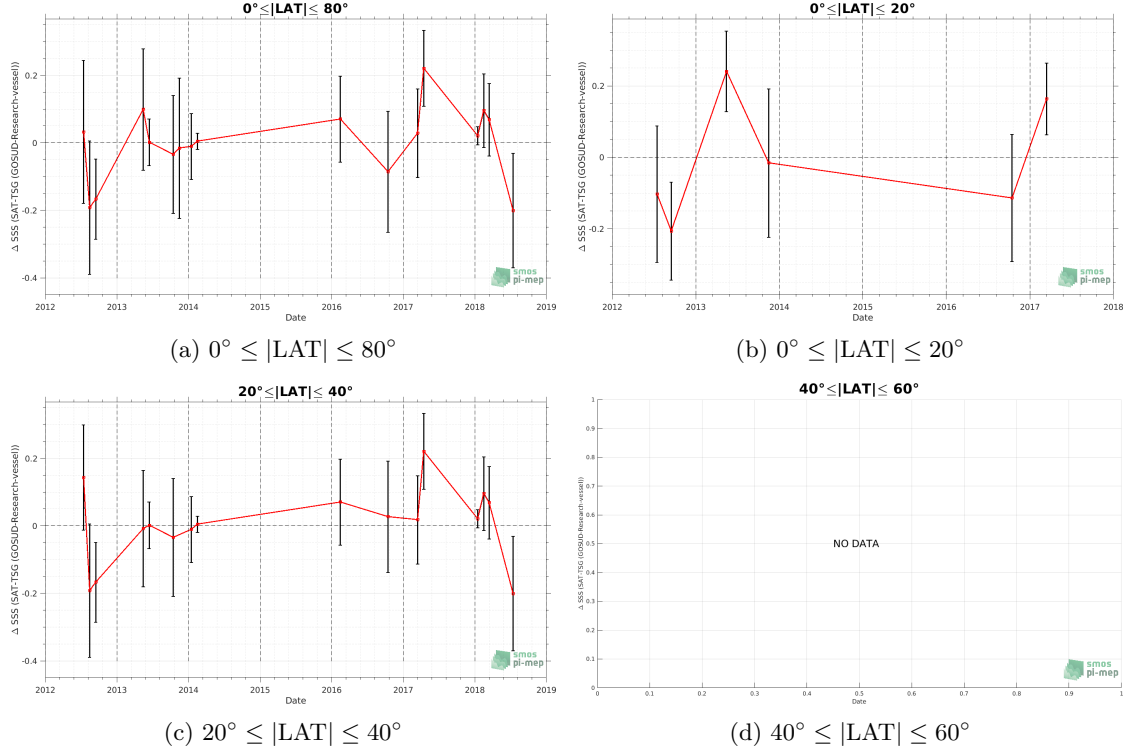 0°≤|LAT|≤ 80°
Δ SSS (SAT-TSG (GOSUD-Research-vessel))
0.2
0
-0.2
-0.4
2012 2013 2014 2015 2016 2017 2018 2019
Date
smos
pi-mep
(a) 0° ≤ |LAT| ≤ 80°
0°≤|LAT|≤ 20°
Δ SSS (SAT-TSG (GOSUD-Research-vessel))
0.2
0
-0.2
2012 2013 2014 2015 2016 2017 2018
Date
smos
pi-mep
(b) 0° ≤ |LAT| ≤ 20°
20°≤|LAT|≤ 40°
Δ SSS (SAT-TSG (GOSUD-Research-vessel))
0.2
0
-0.2
-0.4
2012 2013 2014 2015 2016 2017 2018 2019
Date
smos
pi-mep
(c) 20° ≤ |LAT| ≤ 40°
40°≤|LAT|≤ 60°
Δ SSS (SAT-TSG (GOSUD-Research-vessel))
1
0.9
0.8
0.7
0.6
0.5
0.4
0.3
0.2
0.1
0
NO DATA
0 0.1 0.2 0.3 0.4 0.5 0.6 0.7 0.8 0.9 1
Date
smos
pi-mep
(d) 40° ≤ |LAT| ≤ 60°